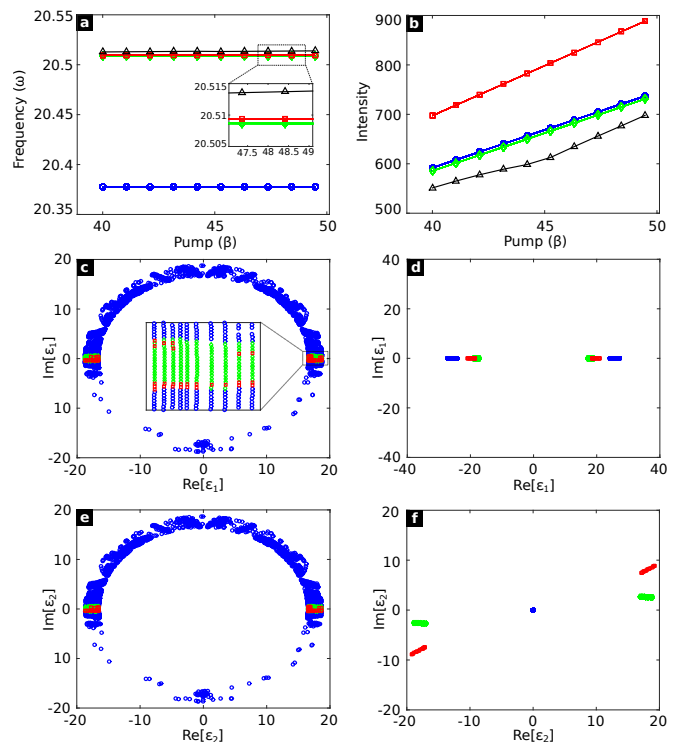 a
Frequency (ω)
20.55
20.5
20.45
20.4
20.35
20.515
20.51
20.505
47.5 48 48.5 49
40 45 50
Pump (β)
b
Intensity
900
800
700
600
500
40 45 50
Pump (β)
c
Im[ε1]
20
10
0
10
-20
-20 -10 0 10 20
Re[ε1]
d
Im[ε1]
40
20
0
-20
-40
-40 -20 0 20 40
Re[ε1]
e
Im[ε2]
20
10
0
10
20
-20 -10 0 10 20
Re[ε2]
f
Im[ε2]
20
10
0
-10
-20
-20 -10 0 10 20
Re[ε2]